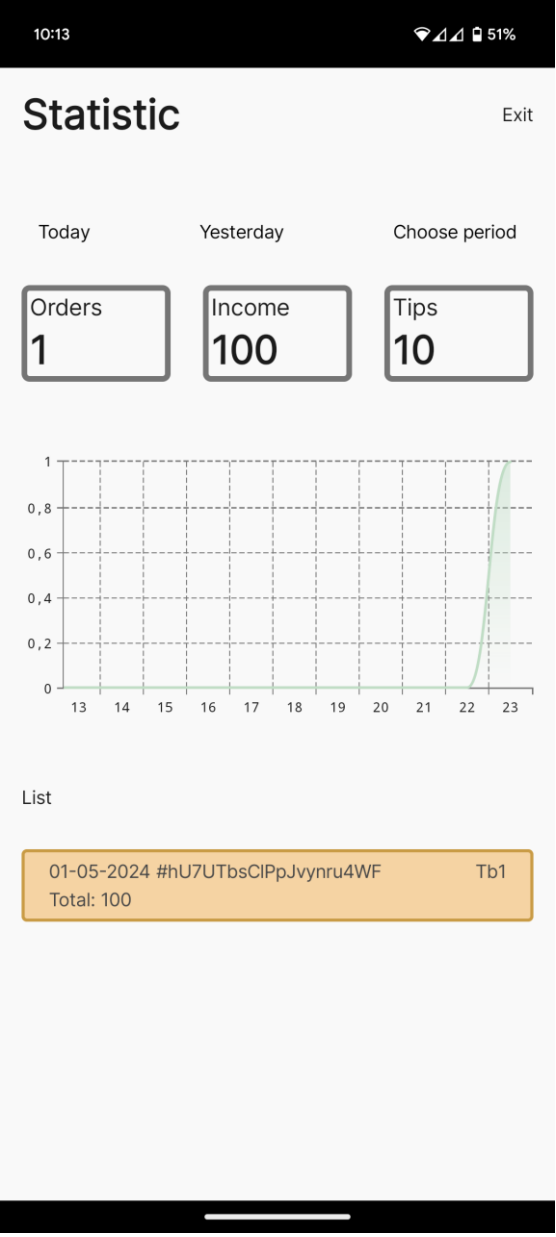 10:13 51%
Statistic Exit
Today Yesterday Choose period
Orders Income Tips
1 100 10
1
0,8
0,6
0,4
0,2
0
13 14 15 16 17 18 19 20 21 22 23
List
01-05-2024 #hU7UTbsClPpJvynru4WF Tb1
Total: 100